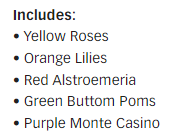 Includes:
• Yellow Roses
• Orange Lilies
• Red Alstroemeria
• Green Buttom Poms
• Purple Monte Casino